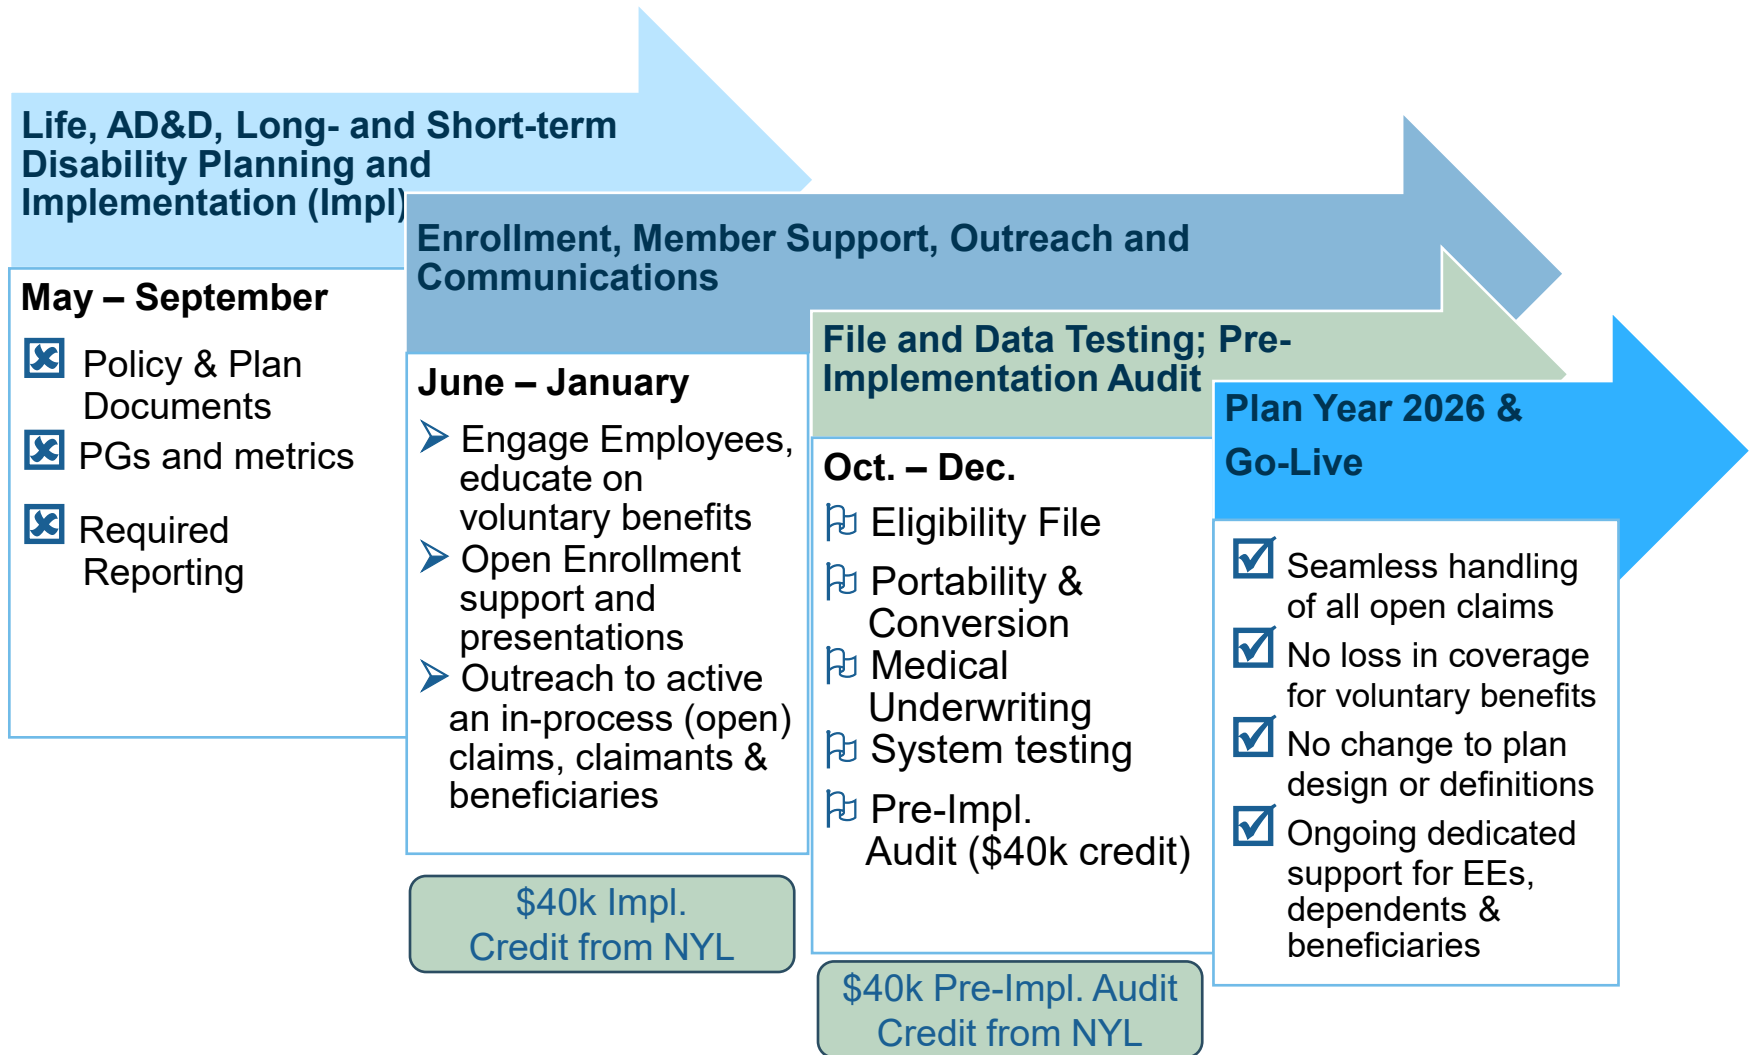 Life, AD&D, Long- and Short-term
Disability Planning and
Implementation (Impl)
May – September
Policy & Plan
Documents
PGs and metrics
Required
Reporting
Enrollment, Member Support, Outreach and
Communications
June – January
Engage Employees,
educate on
voluntary benefits
Open Enrollment
support and
presentations
Outreach to active
an in-process (open)
claims, claimants &
beneficiaries
$40k Impl.
Credit from NYL
File and Data Testing; Pre-
Implementation Audit
Oct. – Dec.
Eligibility File
Portability &
Conversion
Medical
Underwriting
System testing
Pre-Impl.
Audit ($40k credit)
$40k Pre-Impl. Audit
Credit from NYL
Plan Year 2026 &
Go-Live
Seamless handling
of all open claims
No loss in coverage
for voluntary benefits
No change to plan
design or definitions
Ongoing dedicated
support for EEs,
dependents &
beneficiaries